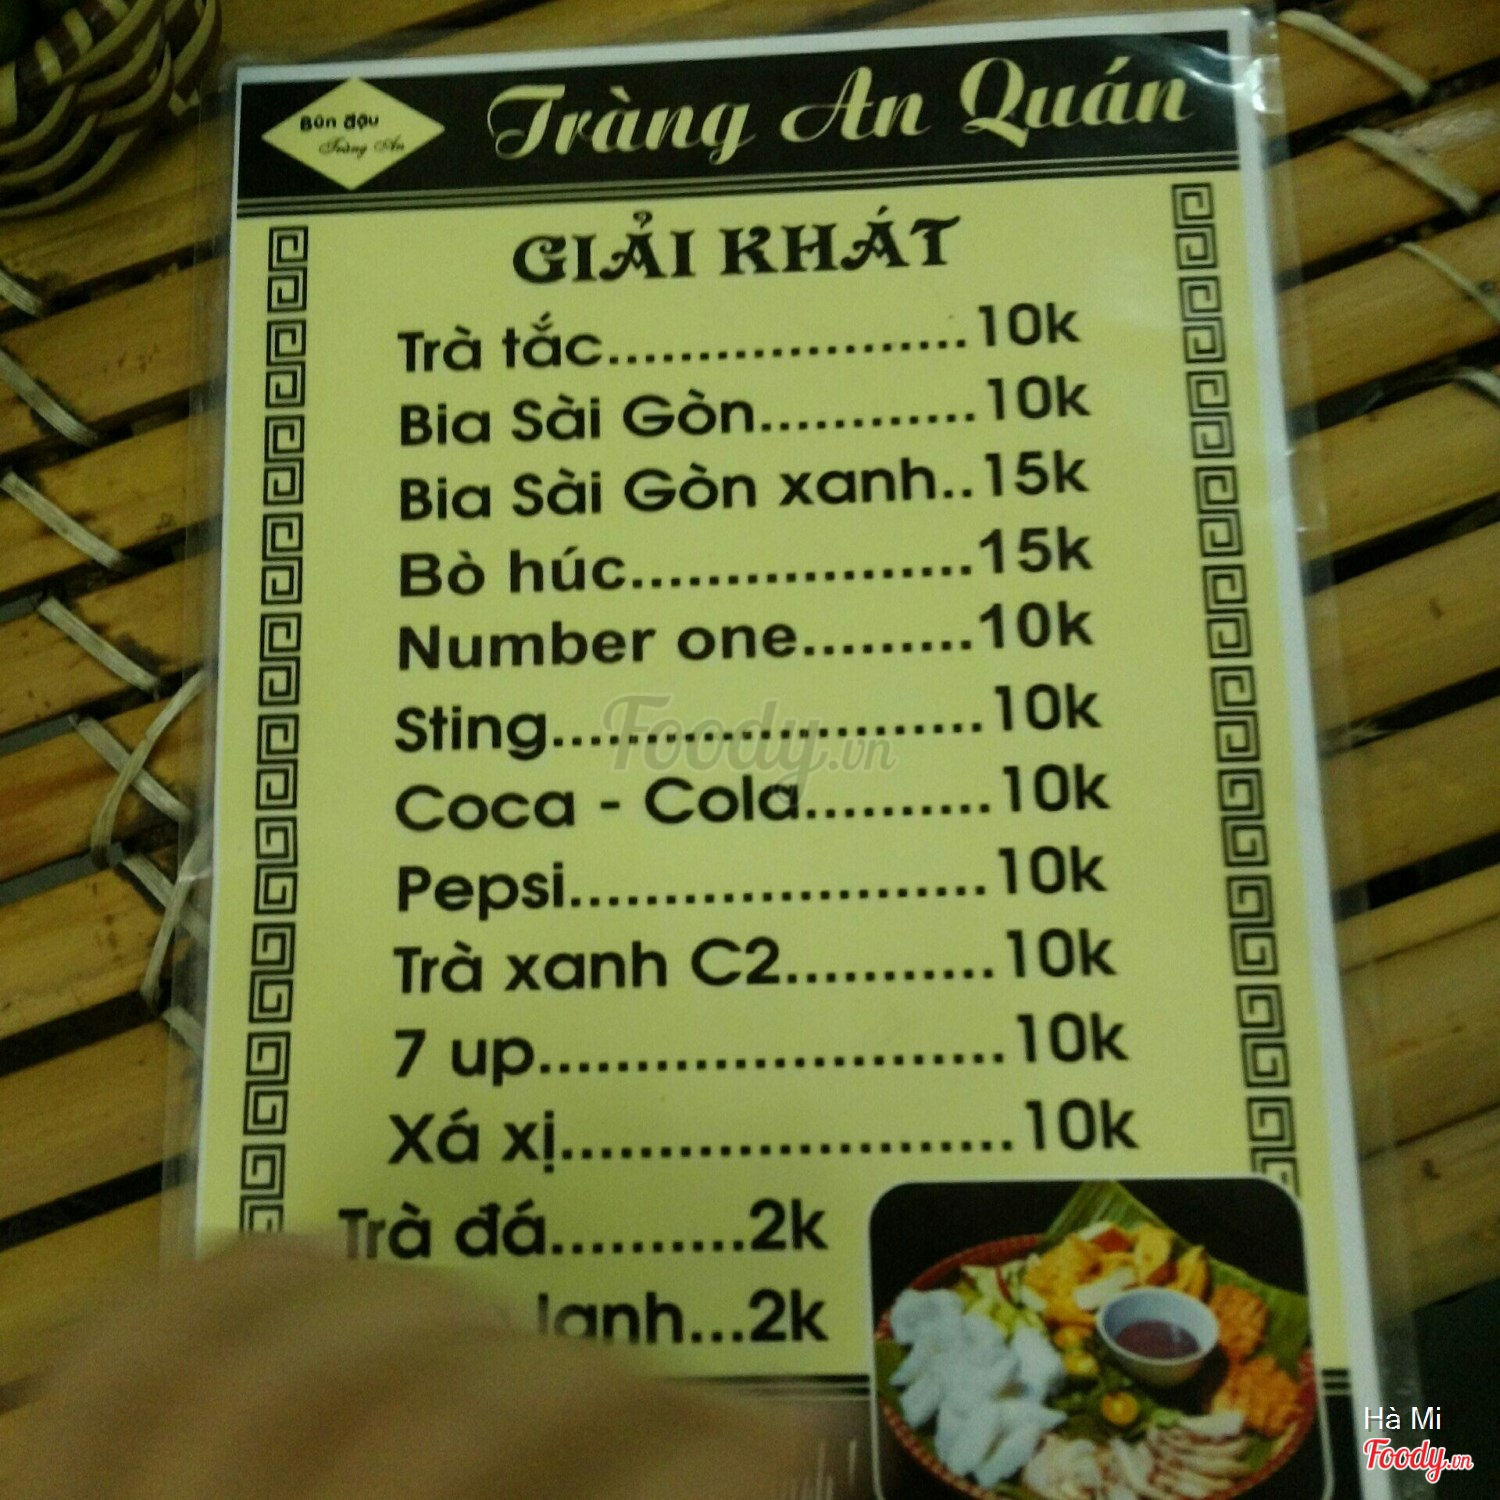 Bún đậu
Tràng An
Tràng An Quán
GIẢI KHÁT
Trà tắc....................10k
Bia Sài Gòn............10k
Bia Sài Gòn xanh..15k
Bò húc..................15k
Number one.........10k
Sting.......................10k
Coca - Cola..........10k
Pepsi......................10k
Trà xanh C2...........10k
7 up........................10k
Xá xị.......................10k
Trà đá..........2k
lanh...2k
Foody.vn
Hà Mi
Foody.vn